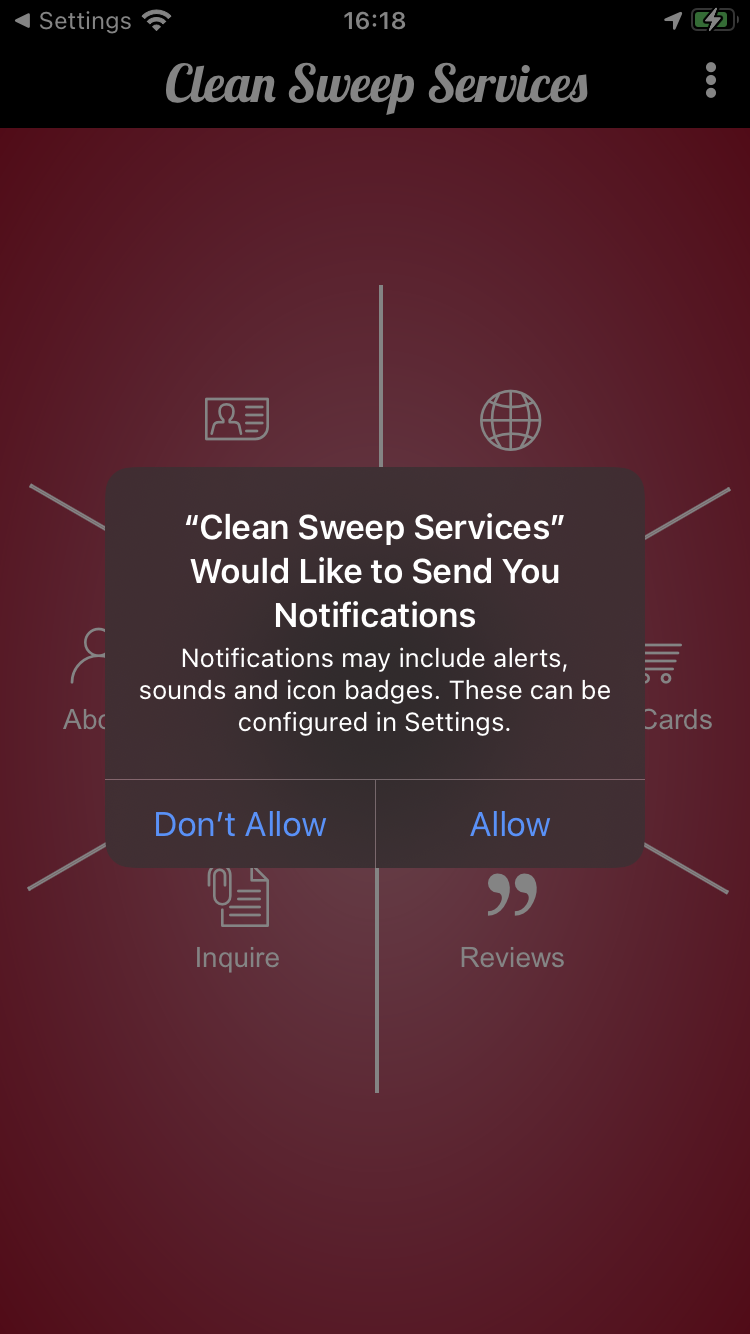 Settings 16:18
Clean Sweep Services
“Clean Sweep Services”
Would Like to Send You
Notifications
Notifications may include alerts,
sounds and icon badges. These can be
configured in Settings.
Cards
Don’t Allow Allow
Inquire Reviews